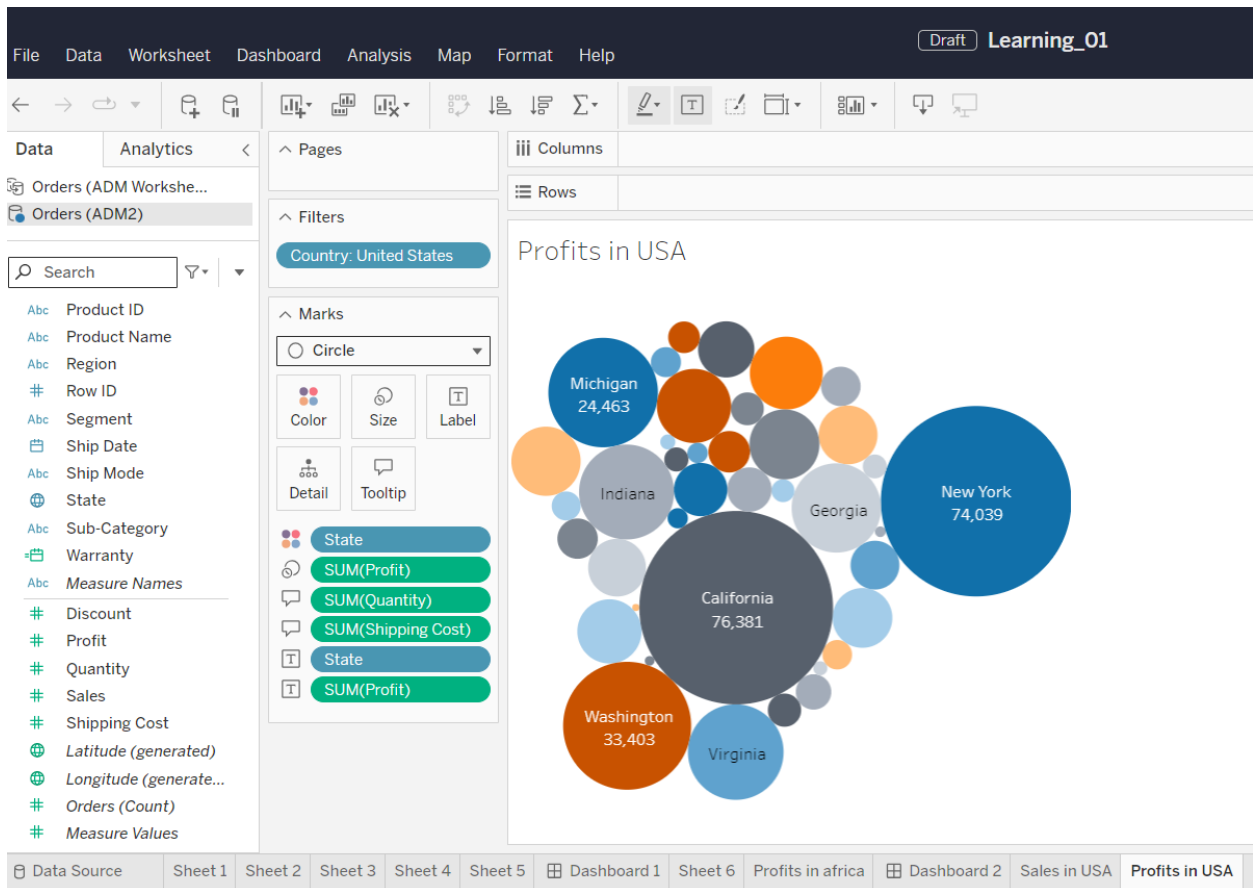 Draft Learning_01
File Data Worksheet Dashboard Analysis Map Format Help
Data Analytics
Orders (ADM Workshe...
Orders (ADM2)
Search
Abc Product ID
Abc Product Name
Abc Region
# Row ID
Abc Segment
Ship Date
Abc Ship Mode
State
Abc Sub-Category
Warranty
Abc Measure Names
# Discount
# Profit
# Quantity
# Sales
# Shipping Cost
Latitude (generated)
Longitude (generate...
# Orders (Count)
# Measure Values
Pages
Filters
Country: United States
Marks
Circle
Color Size T Label
Detail Tooltip
State
SUM(Profit)
SUM(Quantity)
SUM(Shipping Cost)
T State
T SUM(Profit)
Columns
Rows
Profits in USA
Michigan
24,463
Indiana
Georgia
New York
74,039
California
76,381
Washington
33,403
Virginia
Data Source Sheet 1 Sheet 2 Sheet 3 Sheet 4 Sheet 5 Dashboard 1 Sheet 6 Profits in africa Dashboard 2 Sales in USA Profits in USA